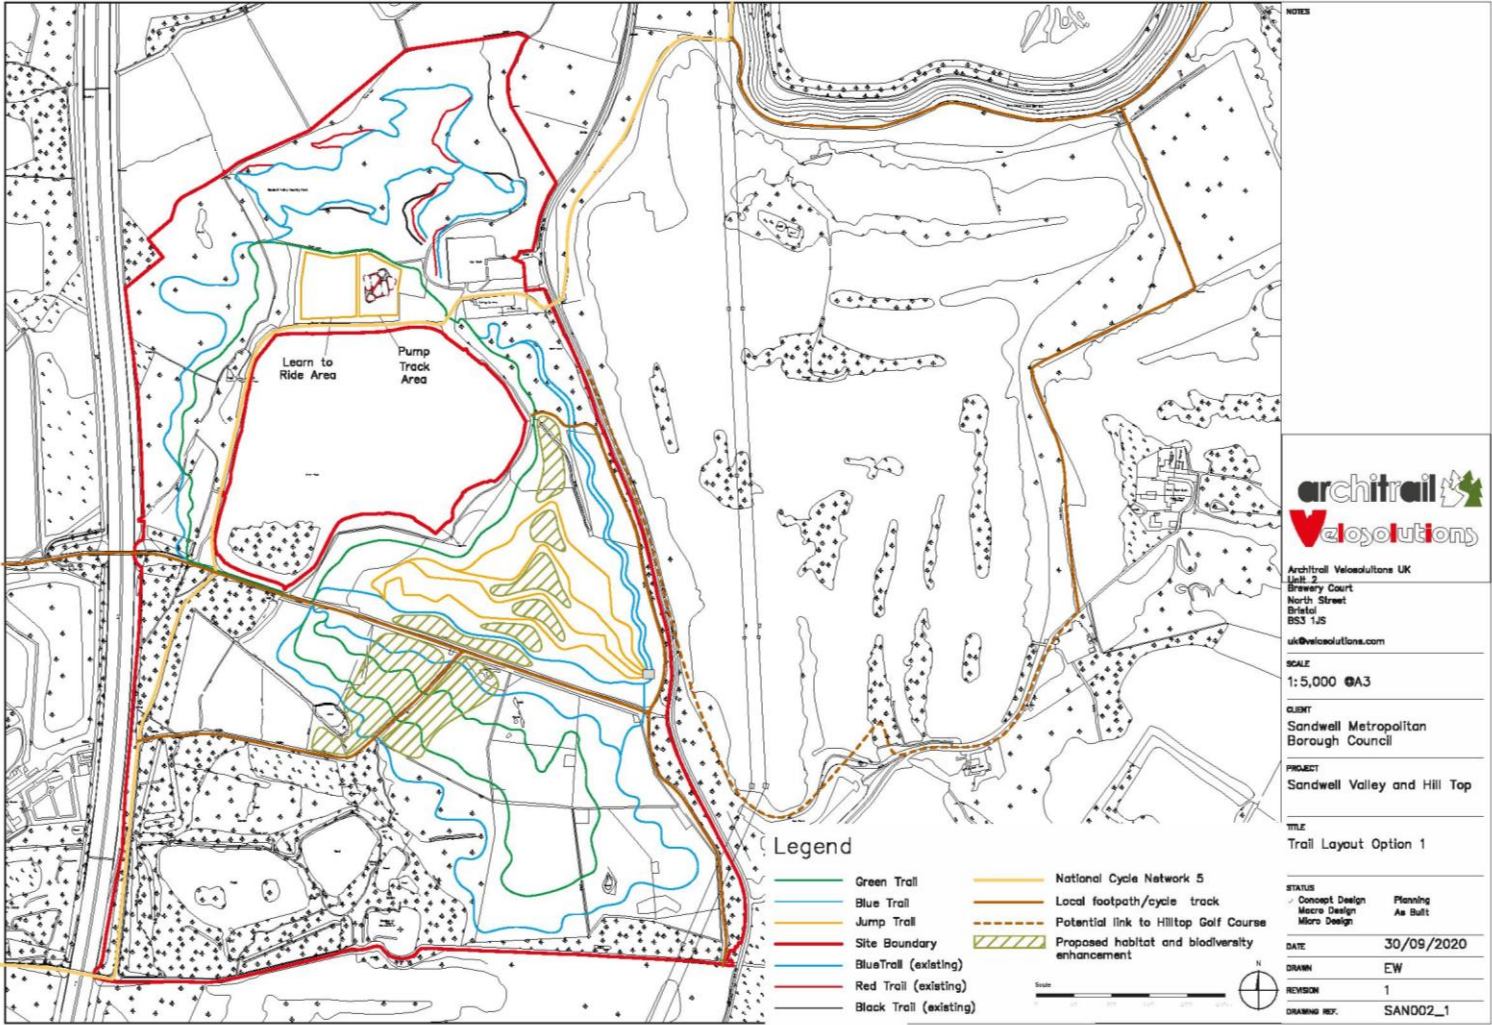 Learn to
Ride Area
Pump
Track
Area
Legend
Green Trail
Blue Trail
Jump Trail
Site Boundary
BlueTrail (existing)
Red Trail (existing)
Black Trail (existing)
National Cycle Network 5
Local footpath/cycle track
Potential link to Hilltop Golf Course
Proposed habitat and biodiversity
enhancement
Scale
N
NOTES
architrail
Velosolutions
Architrail Velosolutions UK
Unit 2
Brewery Court
North Street
Bristol
BS3 1JS
uk@velosolutions.com
SCALE
1:5,000 @A3
CLIENT
Sandwell Metropolitan
Borough Council
PROJECT
Sandwell Valley and Hill Top
TITLE
Trail Layout Option 1
STATUS
✓ Concept Design Planning
Macro Design As Built
Micro Design
DATE 30/09/2020
DRAWN EW
REVISION 1
DRAWING REF. SAN002_1